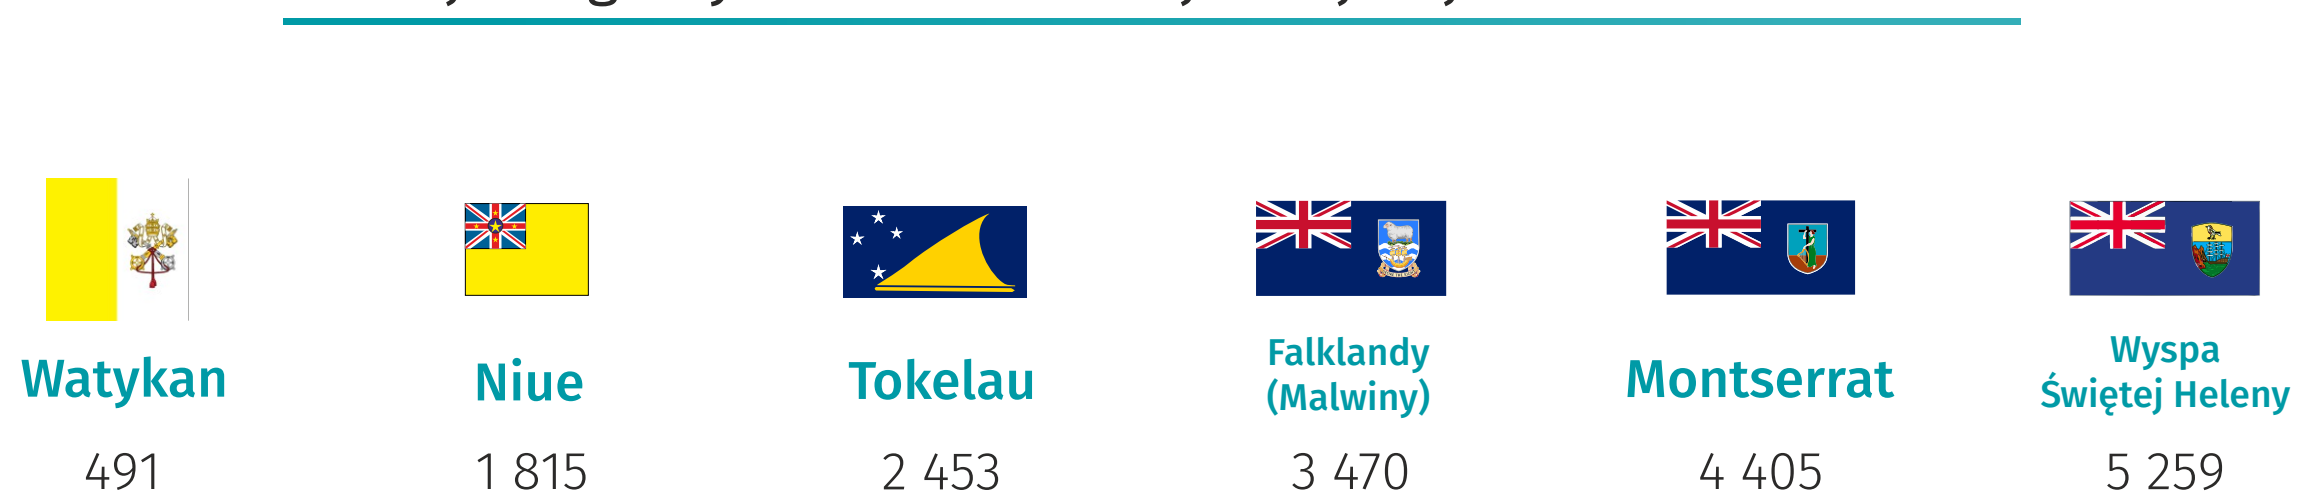 Watykan
491
Niue
1 815
Tokelau
2 453
Falklandy
(Malwiny)
3 470
Montserrat
4 405
Wyspa
Świętej Heleny
5 259